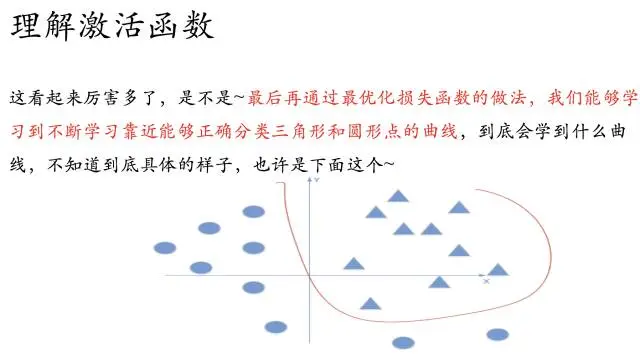 理解激活函数
这看起来厉害多了，是不是~最后再通过最优化损失函数的做法，我们能够学
习到不断学习靠近能够正确分类三角形和圆形点的曲线，到底会学到什么曲
线，不知道到底具体的样子，也许是下面这个~
Y
X